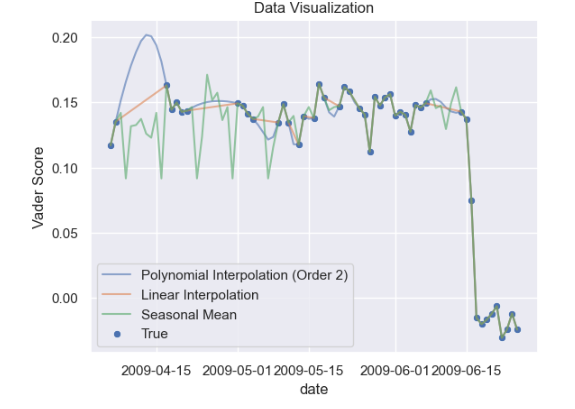 Data Visualization
0.20
0.15
0.10
0.05
0.00
Vader Score
Polynomial Interpolation (Order 2)
Linear Interpolation
Seasonal Mean
True
2009-04-15 2009-05-01 2009-05-15 2009-06-01 2009-06-15
date